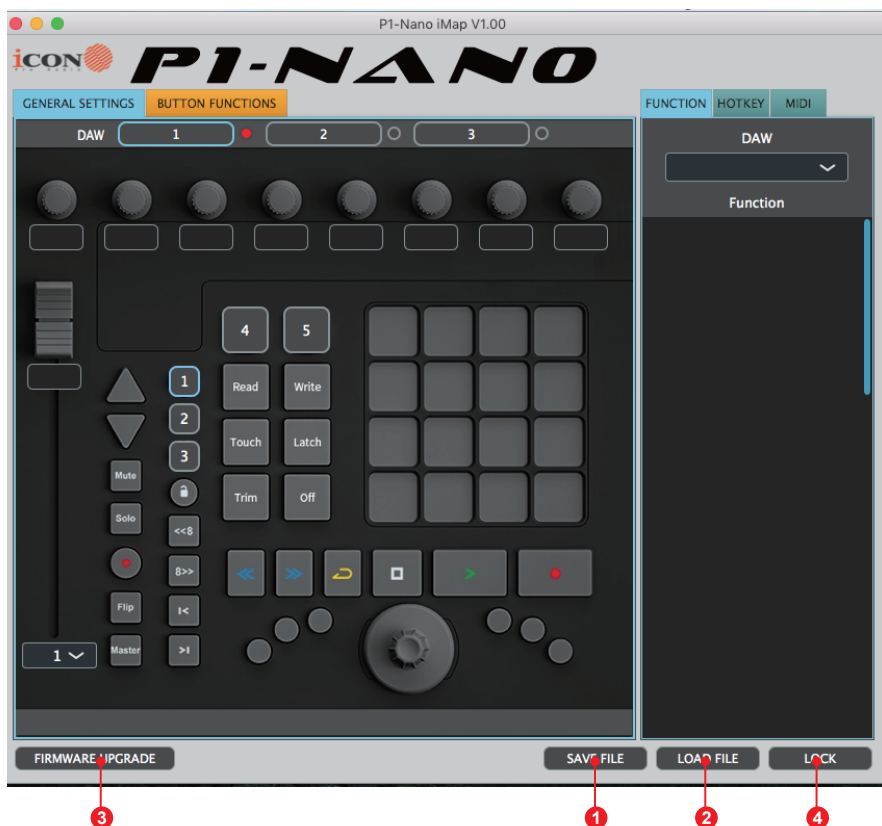 P1-Nano iMap V1.00
iCON
Pro Audio
P1-NANO
GENERAL SETTINGS
BUTTON FUNCTIONS
FUNCTION
HOTKEY
MIDI
DAW
1
2
3
DAW
Function
4
5
1
Read
Write
2
Touch
Latch
3
Mute
Trim
Off
Solo
<<8
8>>
Flip
I<
1
Master
>I
FIRMWARE UPGRADE
SAVE FILE
LOAD FILE
LOCK
3
1
2
4